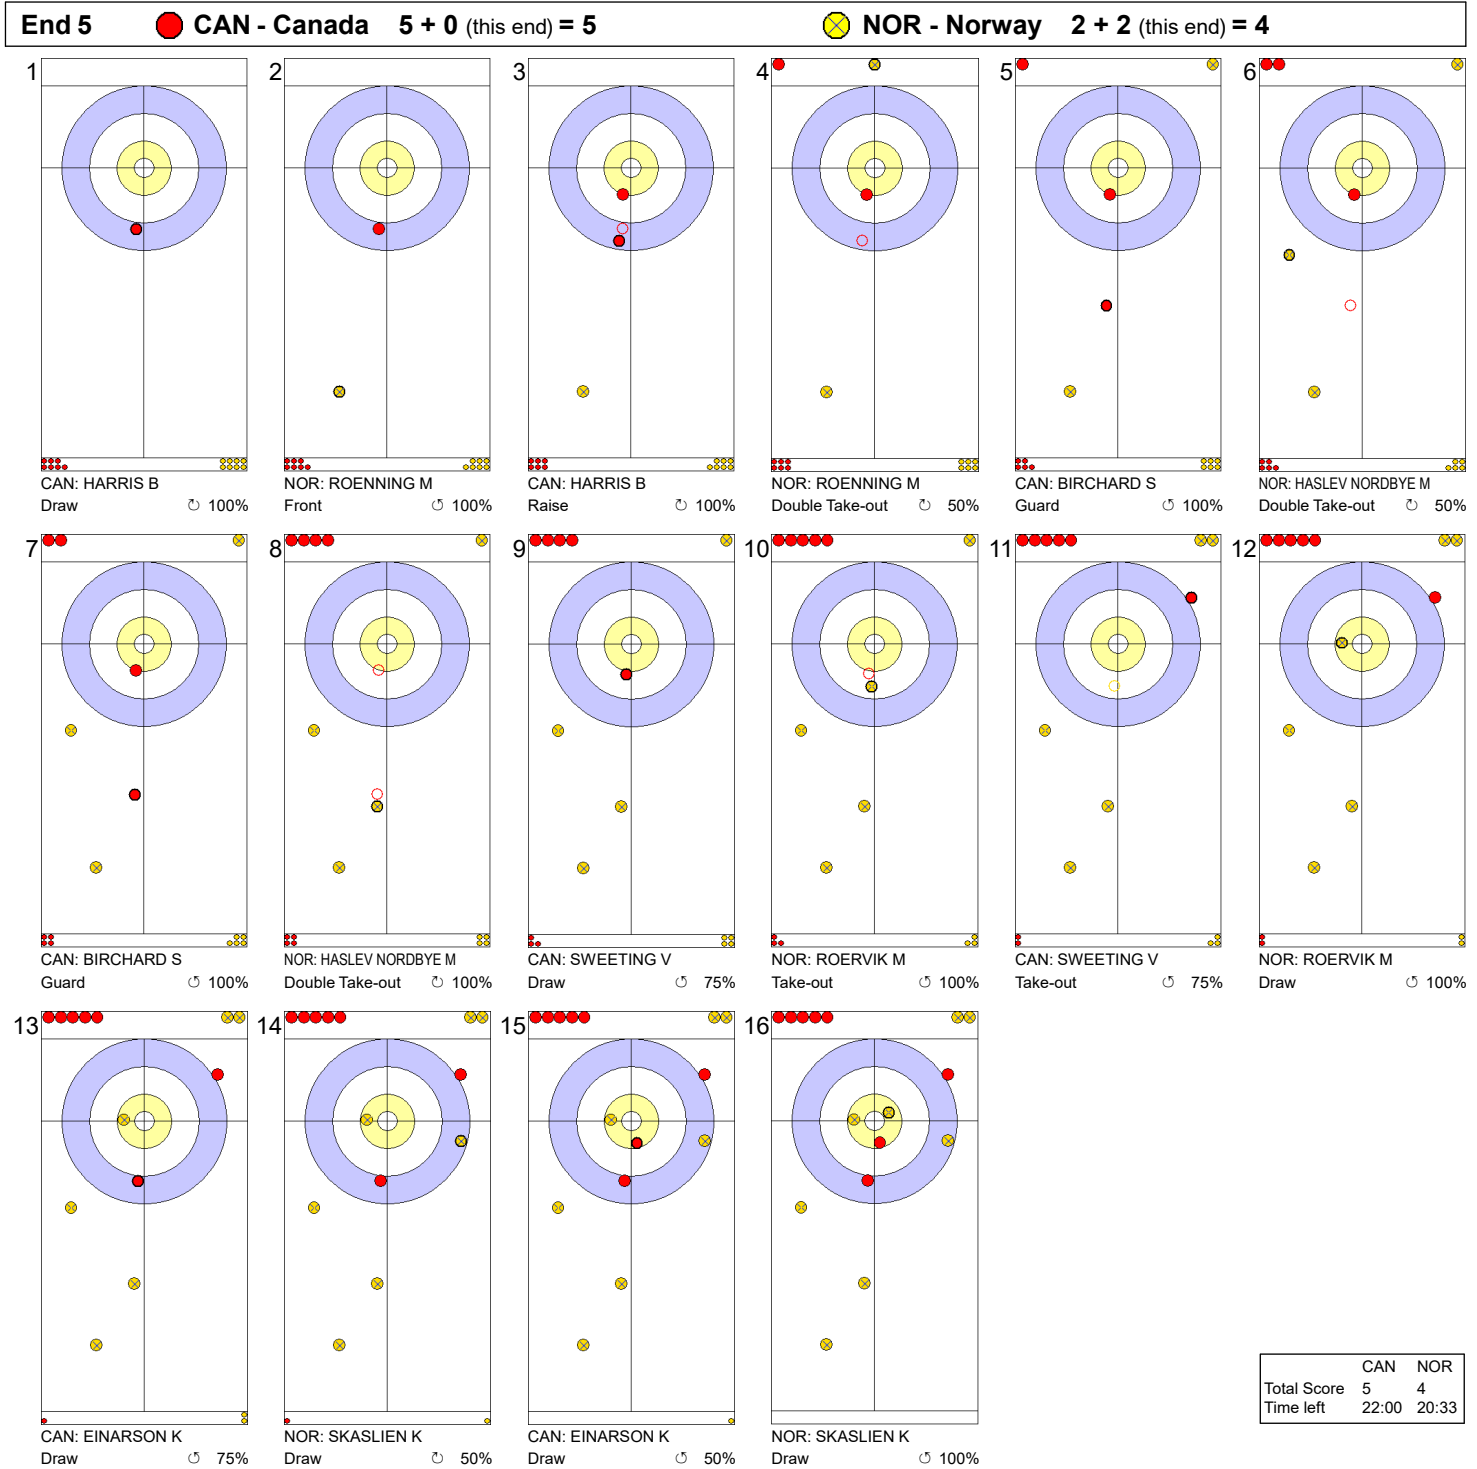 End 5 CAN - Canada 5 + 0 (this end) = 5 NOR - Norway 2 + 2 (this end) = 4
1 2 3 4 5 6
CAN: HARRIS B NOR: ROENNING M CAN: HARRIS B NOR: ROENNING M CAN: BIRCHARD S NOR: HASLEV NORDBYE M
Draw ↻ 100% Front ↺ 100% Raise ↻ 100% Double Take-out ↻ 50% Guard ↺ 100% Double Take-out ↻ 50%
7 8 9 10 11 12
CAN: BIRCHARD S NOR: HASLEV NORDBYE M CAN: SWEETING V NOR: ROERVIK M CAN: SWEETING V NOR: ROERVIK M
Guard ↺ 100% Double Take-out ↻ 100% Draw ↺ 75% Take-out ↺ 100% Take-out ↺ 75% Draw ↺ 100%
13 14 15 16
CAN: EINARSON K NOR: SKASLIEN K CAN: EINARSON K NOR: SKASLIEN K
Draw ↺ 75% Draw ↻ 50% Draw ↺ 50% Draw ↺ 100%
CAN NOR
Total Score 5 4
Time left 22:00 20:33